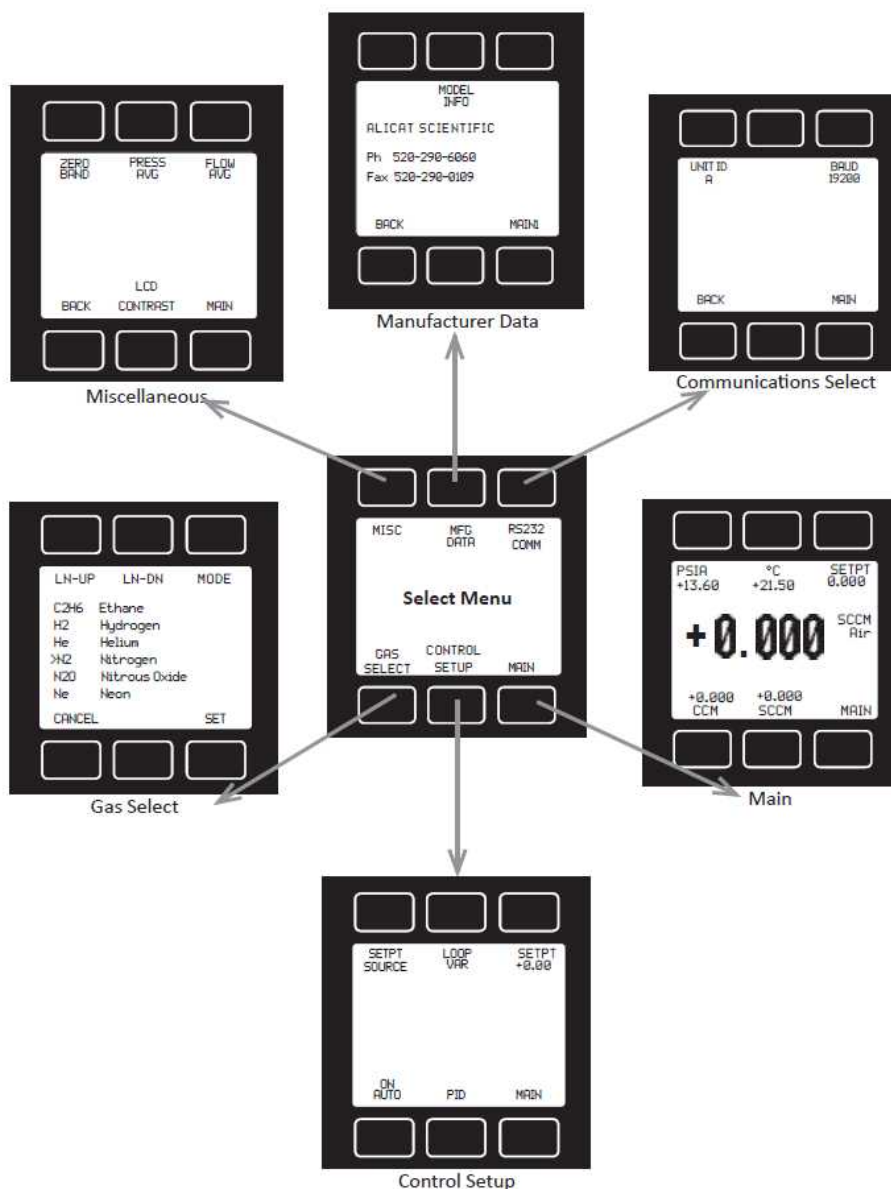 MODEL
INFO
ALICAT SCIENTIFIC
Ph 520-290-6060
Fax 520-290-0109
BACK MAIN1
Manufacturer Data
ZERO PRESS FLOW
BAND AVG AVG
LCD
BACK CONTRAST MAIN
Miscellaneous
UNIT ID BAUD
A 19200
BACK MAIN
Communications Select
MISC MFG RS232
DATA COMM
Select Menu
GAS CONTROL
SELECT SETUP MAIN
LN-UP LN-DN MODE
C2H6 Ethane
H2 Hydrogen
He Helium
>N2 Nitrogen
N2O Nitrous Oxide
Ne Neon
CANCEL SET
Gas Select
PSIA °C SETPT
+13.60 +21.50 0.000
+0.000 SCCM
Air
+0.000 +0.000
CCM SCCM MAIN
Main
SETPT LOOP SETPT
SOURCE VAR +0.00
ON
AUTO PID MAIN
Control Setup